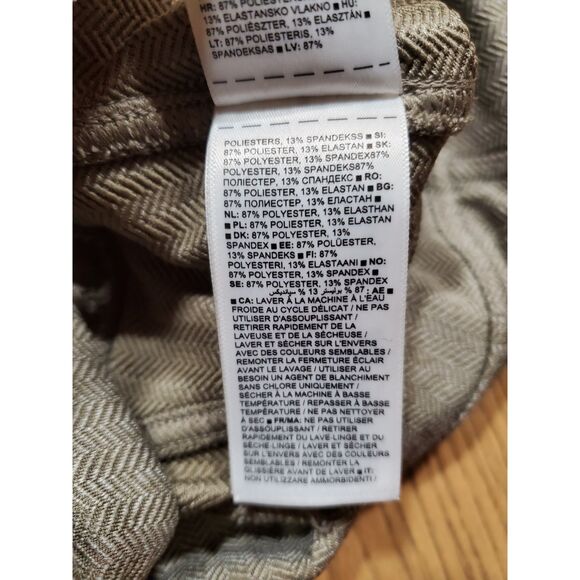 HR: 87% POLIESTER
13% ELASTANSKO VLAKNO ■ HU:
87% POLIÉSZTER, 13% ELASZTÁN ■
LT: 87% POLIESTERIS, 13%
SPANDEKSAS ■ LV: 87%
POLIESTERS, 13% SPANDEKSS ■ SI:
87% POLIESTER, 13% ELASTAN ■ SK:
87% POLYESTER, 13% SPANDEX87%
POLYESTER, 13% SPANDEKS87%
ПОЛІЕСТЕР, 13% СПАНДЕКС ■ RO:
87% POLIESTER, 13% ELASTAN ■ BG:
87% ПОЛИЕСТЕР, 13% ЕЛАСТАН ■
NL: 87% POLYESTER, 13% ELASTHAN
■ PL: 87% POLIESTER, 13% ELASTAN
■ DK: 87% POLYESTER, 13%
SPANDEX ■ EE: 87% POLÜESTER,
13% SPANDEKS ■ FI: 87%
POLYESTERI, 13% ELASTAANI ■ NO:
87% POLYESTER, 13% SPANDEX ■
SE: 87% POLYESTER, 13% SPANDEX
■ AE: 87 % بوليستر 13 % سباندكس
■ CA: LAVER À LA MACHINE À L'EAU
FROIDE AU CYCLE DÉLICAT / NE PAS
UTILISER D'ASSOUPLISSANT /
RETIRER RAPIDEMENT DE LA
LAVEUSE ET DE LA SÉCHEUSE /
LAVER ET SÉCHER SUR L'ENVERS
AVEC DES COULEURS SEMBLABLES /
REMONTER LA FERMETURE ÉCLAIR
AVANT LE LAVAGE / UTILISER AU
BESOIN UN AGENT DE BLANCHIMENT
SANS CHLORE UNIQUEMENT /
SÉCHER À LA MACHINE À BASSE
TEMPÉRATURE / REPASSER À BASSE
TEMPÉRATURE / NE PAS NETTOYER
À SEC ■ FR/MA: NE PAS UTILISER
D'ASSOUPLISSANT / RETIRER
RAPIDEMENT DU LAVE-LINGE ET DU
SÈCHE-LINGE / LAVER ET SÉCHER SUR
L'ENVERS AVEC DES COULEURS
SEMBLABLES / REMONTER LA
GLISSIÈRE AVANT DE LAVER ■ IT:
NON UTILIZZARE AMMORBIDENTI /